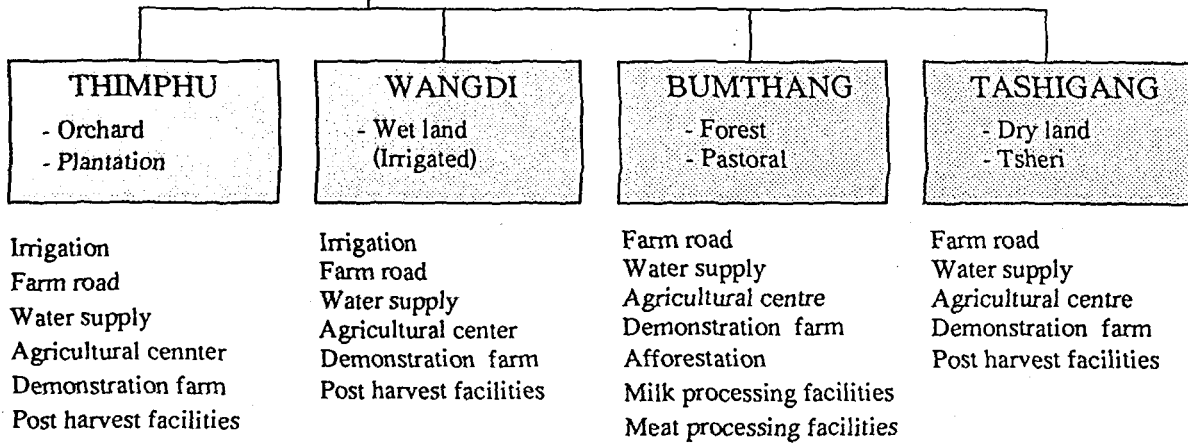 THIMPHU
- Orchard
- Plantation
Irrigation
Farm road
Water supply
Agricultural cennter
Demonstration farm
Post harvest facilities
WANGDI
- Wet land
(Irrigated)
Irrigation
Farm road
Water supply
Agricultural center
Demonstration farm
Post harvest facilities
BUMTHANG
- Forest
- Pastoral
Farm road
Water supply
Agricultural centre
Demonstration farm
Afforestation
Milk processing facilities
Meat processing facilities
TASHIGANG
- Dry land
- Tsheri
Farm road
Water supply
Agricultural centre
Demonstration farm
Post harvest facilities